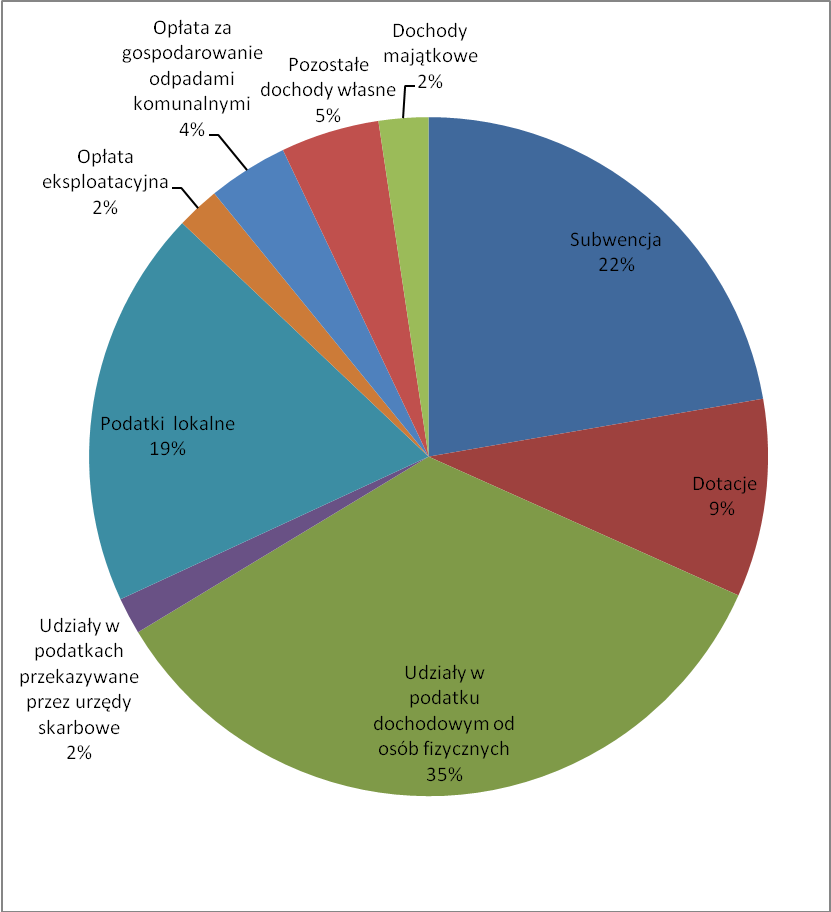 Opłata za
gospodarowanie
odpadami
komunalnymi
4%
Pozostałe
dochody własne
5%
Dochody
majątkowe
2%
Opłata
eksploatacyjna
2%
Subwencja
22%
Podatki  lokalne
19%
Dotacje
9%
Udziały w
podatkach
przekazywane
przez urzędy
skarbowe
2%
Udziały w
podatku
dochodowym od
osób fizycznych
35%